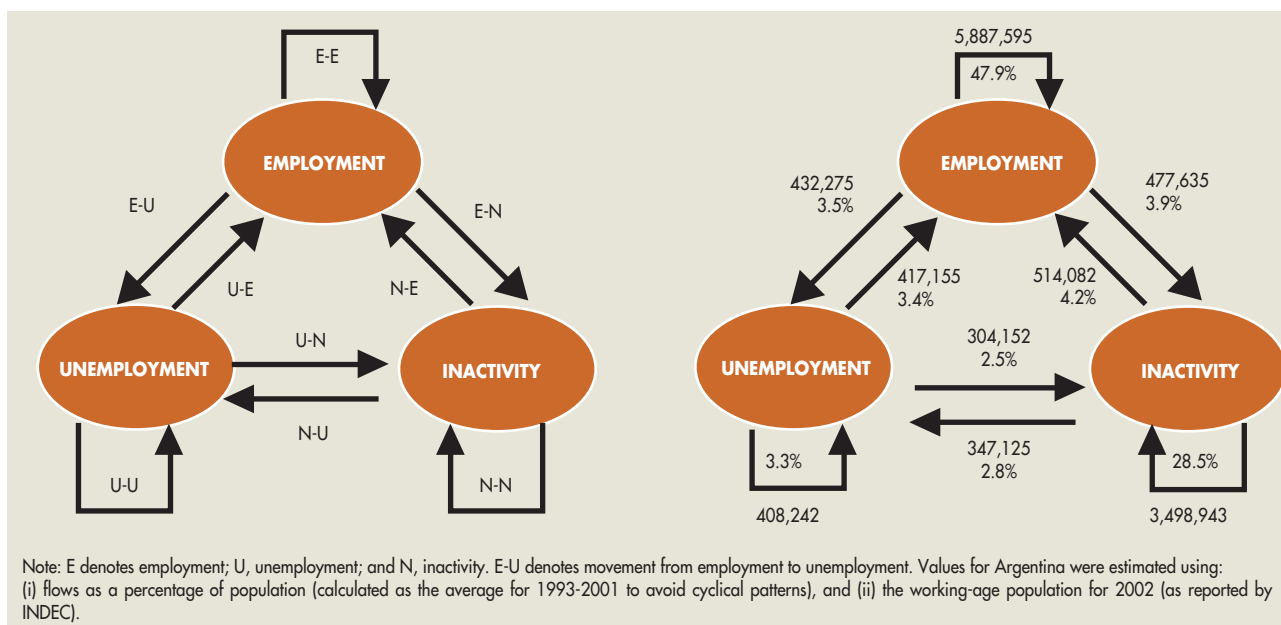 E-E
EMPLOYMENT
E-U
E-N
U-E
N-E
UNEMPLOYMENT
U-N
INACTIVITY
N-U
U-U
N-N
5,887,595
47.9%
EMPLOYMENT
432,275
3.5%
477,635
3.9%
417,155
3.4%
514,082
4.2%
UNEMPLOYMENT
304,152
2.5%
INACTIVITY
347,125
2.8%
3.3%
408,242
28.5%
3,498,943
Note: E denotes employment; U, unemployment; and N, inactivity. E-U denotes movement from employment to unemployment. Values for Argentina were estimated using:
(i) flows as a percentage of population (calculated as the average for 1993-2001 to avoid cyclical patterns), and (ii) the working-age population for 2002 (as reported by
INDEC).